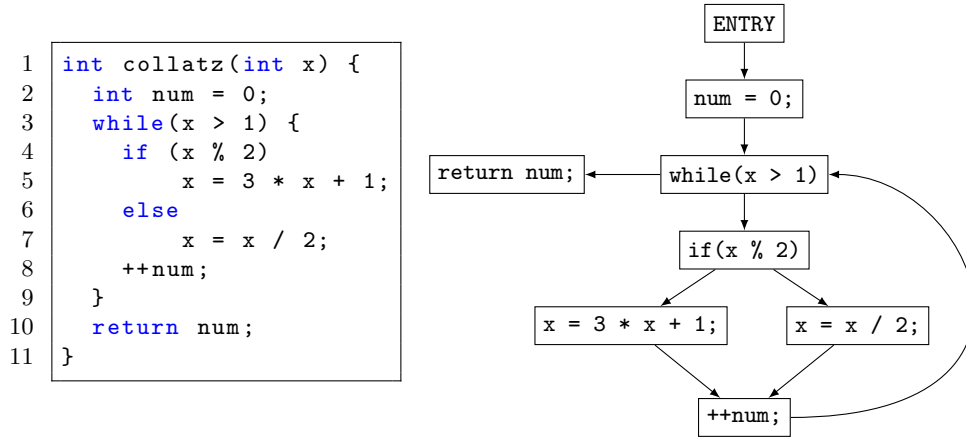 1 int collatz(int x) {
2   int num = 0;
3   while(x > 1) {
4     if (x % 2)
5         x = 3 * x + 1;
6     else
7         x = x / 2;
8     ++num;
9   }
10   return num;
11 }
ENTRY
num = 0;
return num;
while(x > 1)
if(x % 2)
x = 3 * x + 1;
x = x / 2;
++num;